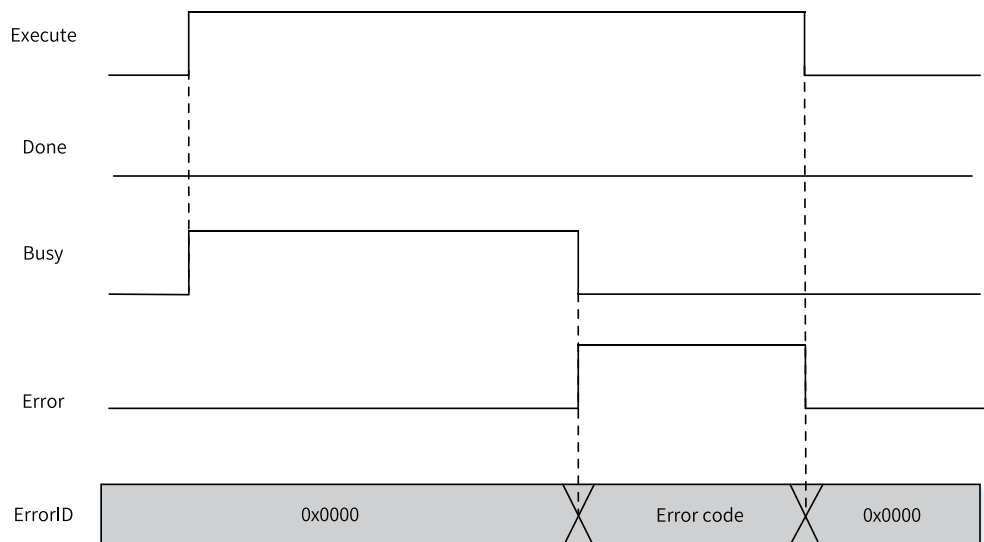 Execute
Done
Busy
Error
ErrorID
0x0000
Error code
0x0000